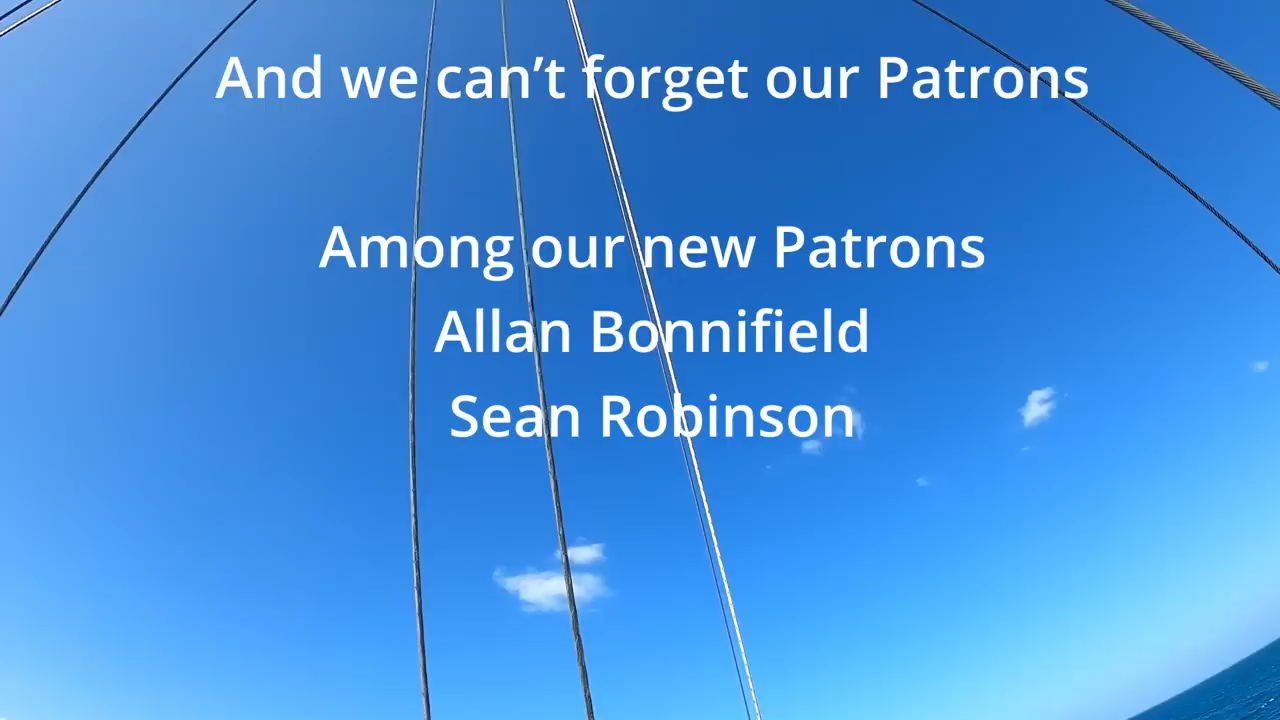 And we can’t forget our Patrons
Among our new Patrons
Allan Bonnifield
Sean Robinson